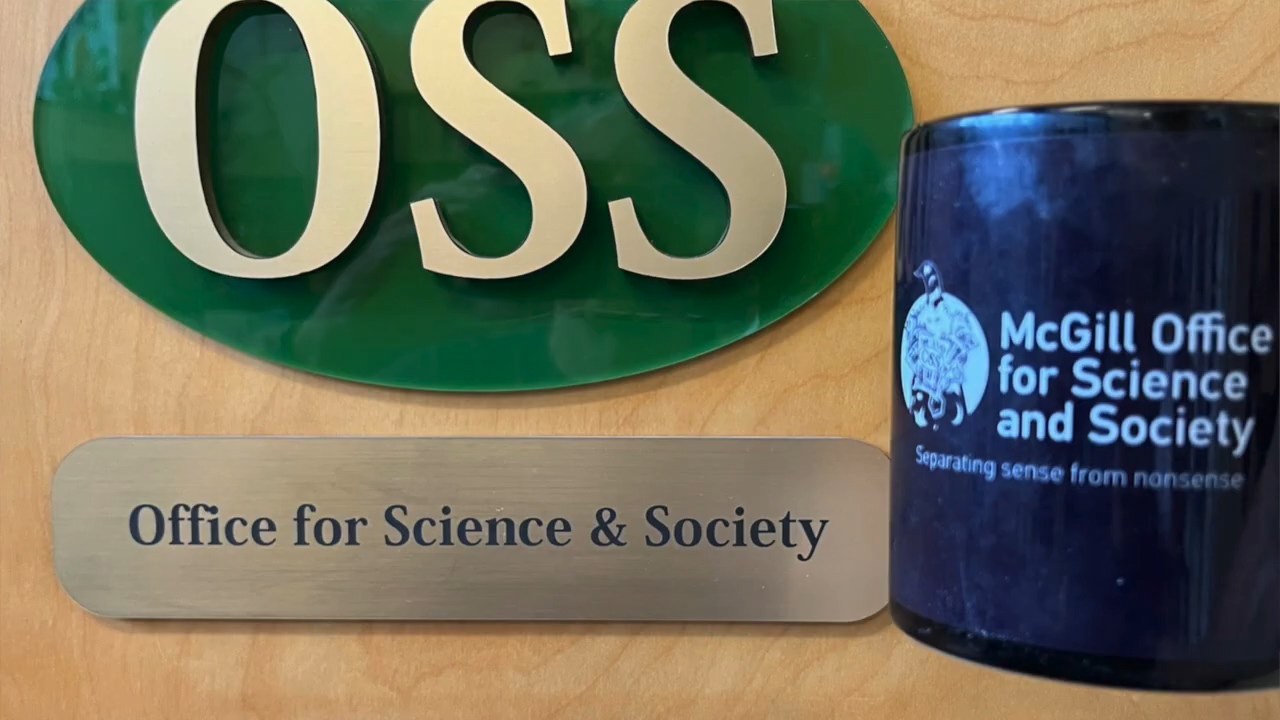 OSS
Office for Science & Society
McGill Office
for Science
and Society
Separating sense from nonsense